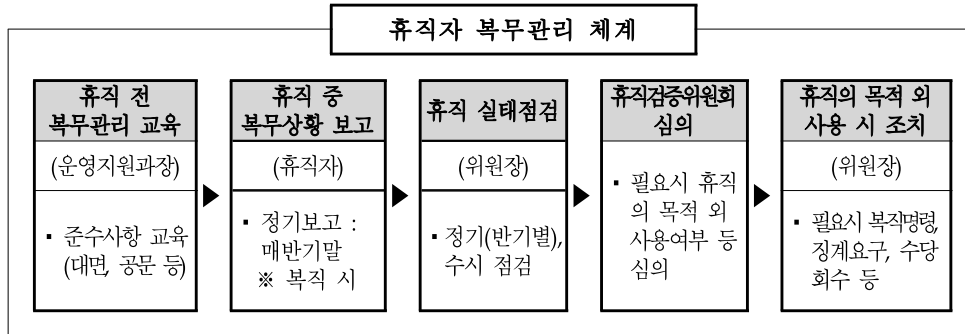 휴직자 복무관리 체계
휴직 전
복무관리 교육
(운영지원과장)
▪ 준수사항 교육
(대면, 공문 등)
휴직 중
복무상황 보고
(휴직자)
▪ 정기보고 :
매반기말
※ 복직 시
휴직 실태점검
(위원장)
▪ 정기(반기별),
수시 점검
휴직검증위원회
심의
▪ 필요시 휴직
의 목적 외
사용여부 등
심의
휴직의 목적 외
사용 시 조치
(위원장)
▪ 필요시 복직명령,
징계요구, 수당
회수 등